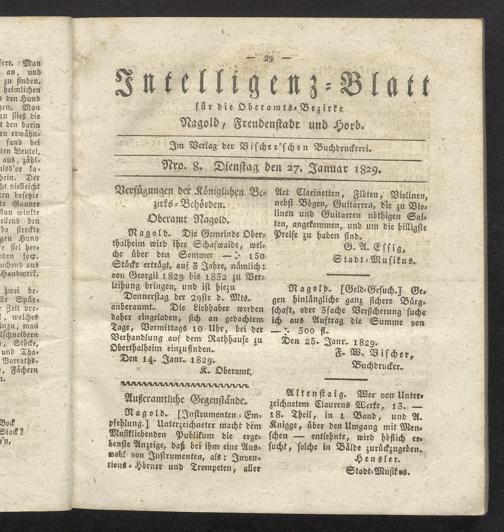 — 29 —
Intelligenz-Blatt
für die Oberamts-Bezirke
Nagold, Freudenstadt und Horb.
Im Verlag der Vischer'schen Buchdruckerei.
Nro. 8. Dienstag den 27. Januar 1829.
Verfügungen der Königlichen Be-
zirks-Behörden.
Oberamt Nagold.
Nagold. Die Gemeinde Ober-
thalheim wird ihre Schafwaide, wel-
che über den Sommer —: 150
Stücke erträgt, auf 3 Jahre, nämlich:
von Georgii 1829 bis 1832 zu Ver-
leihung bringen, und ist hiezu
Donnerstag der 29ste d. Mts.
anberaumt. Die Liebhaber werden
daher eingeladen, sich an gedachtem
Tage, Vormittags 10 Uhr, bei der
Verhandlung auf dem Rathhause zu
Oberthalheim einzufinden.
Den 14. Janr. 1829.
K. Oberamt.
Außeramtliche Gegenstände.
Nagold. [Instrumenten-Em-
pfehlung.] Unterzeichneter macht dem
Musikliebenden Publikum die erge-
benste Anzeige, daß bei ihm eine Aus-
wahl von Instrumenten, als: Inven-
tions-Hörner und Trompeten, aller
Art Clarinetten, Flöten, Violinen,
nebst Bögen, Guitarren, die zu Vio-
linen und Guitarren nöthigen Sai-
ten, angekommen, und um die billigste
Preise zu haben sind.
G. A. Essig,
Stadt-Musikus.
Nagold. [Geld-Gesuch.] Ge-
gen hinlängliche ganz sichere Bürg-
schaft, oder 3fache Versicherung suche
ich aus Auftrag die Summe von
—: 300 fl.
Den 25. Janr. 1829.
F. W. Vischer,
Buchdrucker.
Altenstaig. Wer von Unter-
zeichnetem Claurens Werke, 13. —
18. Theil, in 1 Band, und A.
Knigge, über den Umgang mit Men-
schen — entlehnte, wird höflich er-
sucht, solche in Bälde zurückzugeben.
Hensler.
Stadt-Musikus.